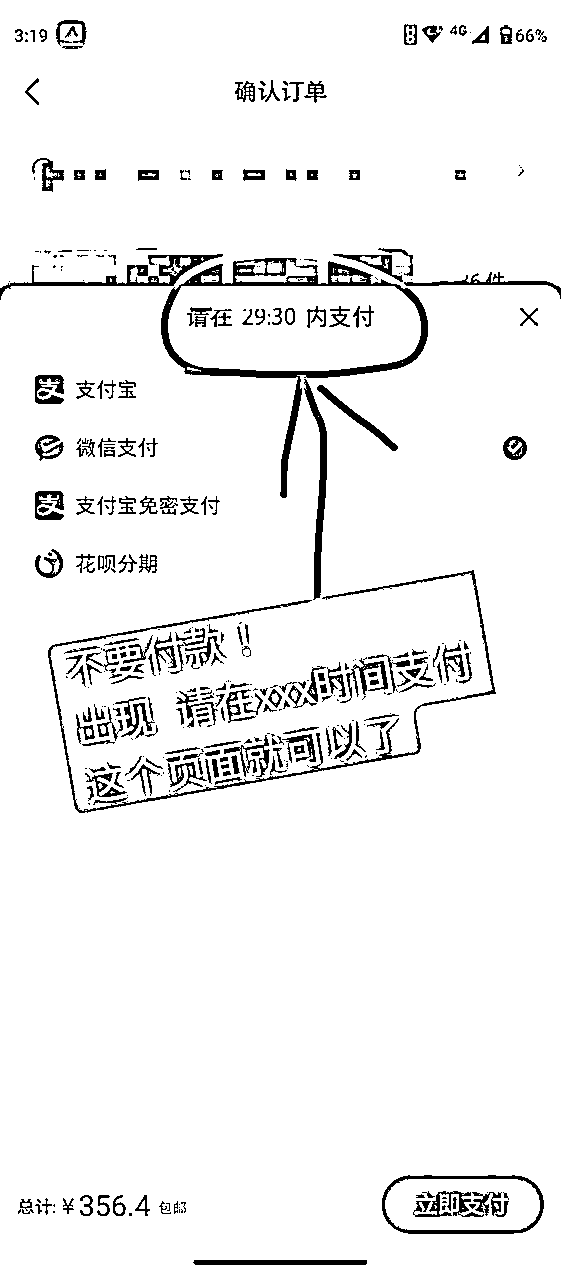 3:19
4G 66%
确认订单
请在 29:30 内支付
支付宝
微信支付
支付宝免密支付
花呗分期
不要付款！
出现 请在xxx时间支付
这个页面就可以了
总计: ¥356.4 包邮
立即支付